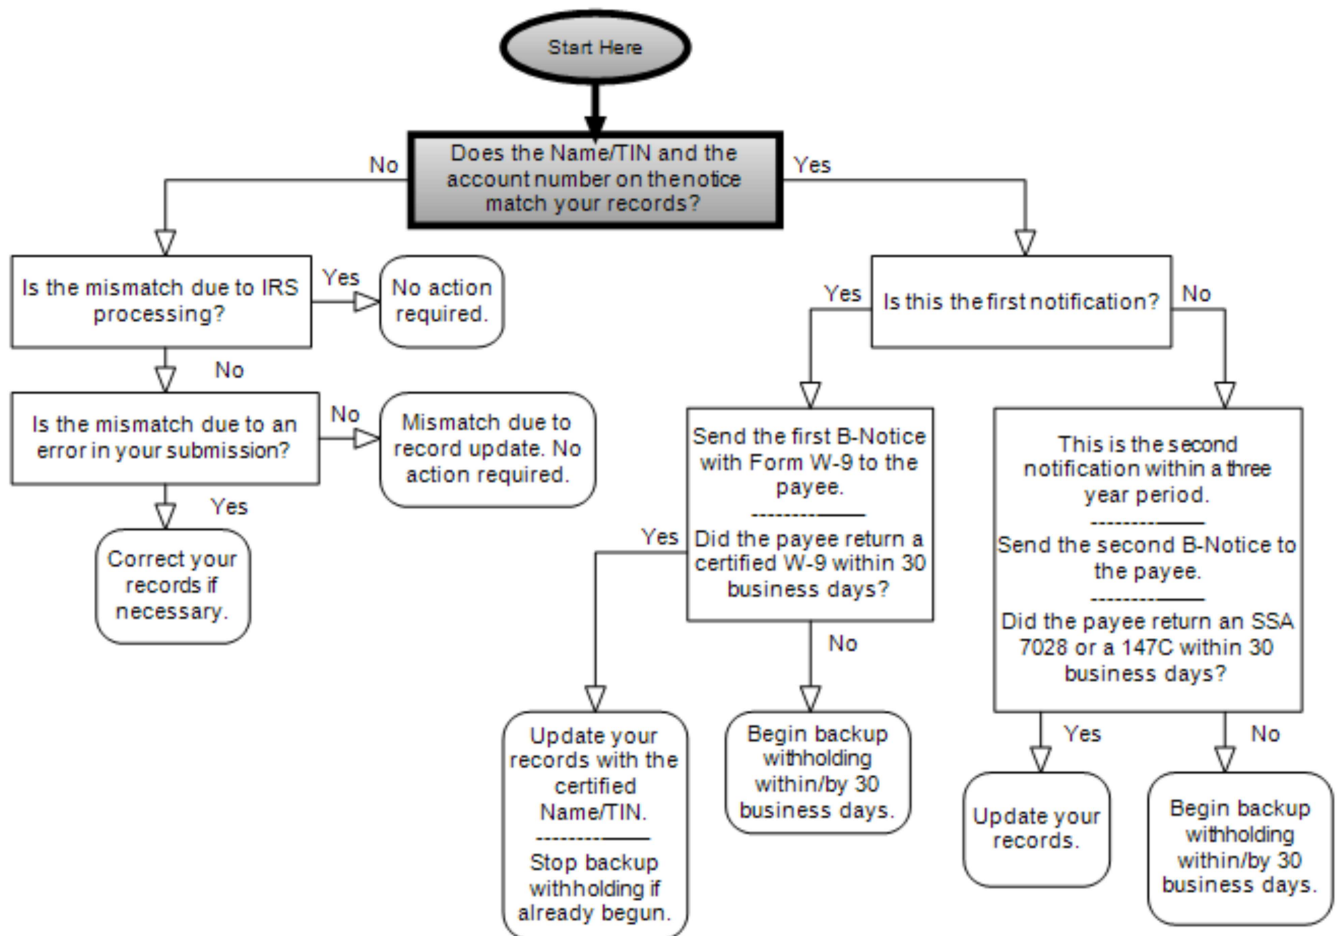 Start Here
Does the Name/TIN and the
account number on the notice
match your records?
No
Yes
Is the mismatch due to IRS
processing?
Yes
No action
required.
No
Is the mismatch due to an
error in your submission?
No
Mismatch due to
record update. No
action required.
Yes
Correct your
records if
necessary.
Is this the first notification?
Yes
No
Send the first B-Notice
with Form W-9 to the
payee.
Did the payee return a
certified W-9 within 30
business days?
Yes
No
Update your
records with the
certified
Name/TIN.
Stop backup
withholding if
already begun.
Begin backup
withholding
within/by 30
business days.
This is the second
notification within a three
year period.
Send the second B-Notice to
the payee.
Did the payee return an SSA
7028 or a 147C within 30
business days?
Yes
No
Update your
records.
Begin backup
withholding
within/by 30
business days.